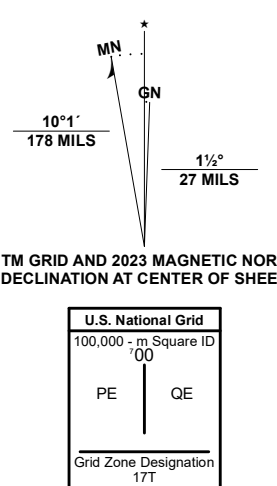 ★
MN
GN
10°1´
178 MILS
1½°
27 MILS
TM GRID AND 2023 MAGNETIC NOR
DECLINATION AT CENTER OF SHEE
U.S. National Grid
100,000 - m Square ID
⁷00
PE QE
Grid Zone Designation
17T